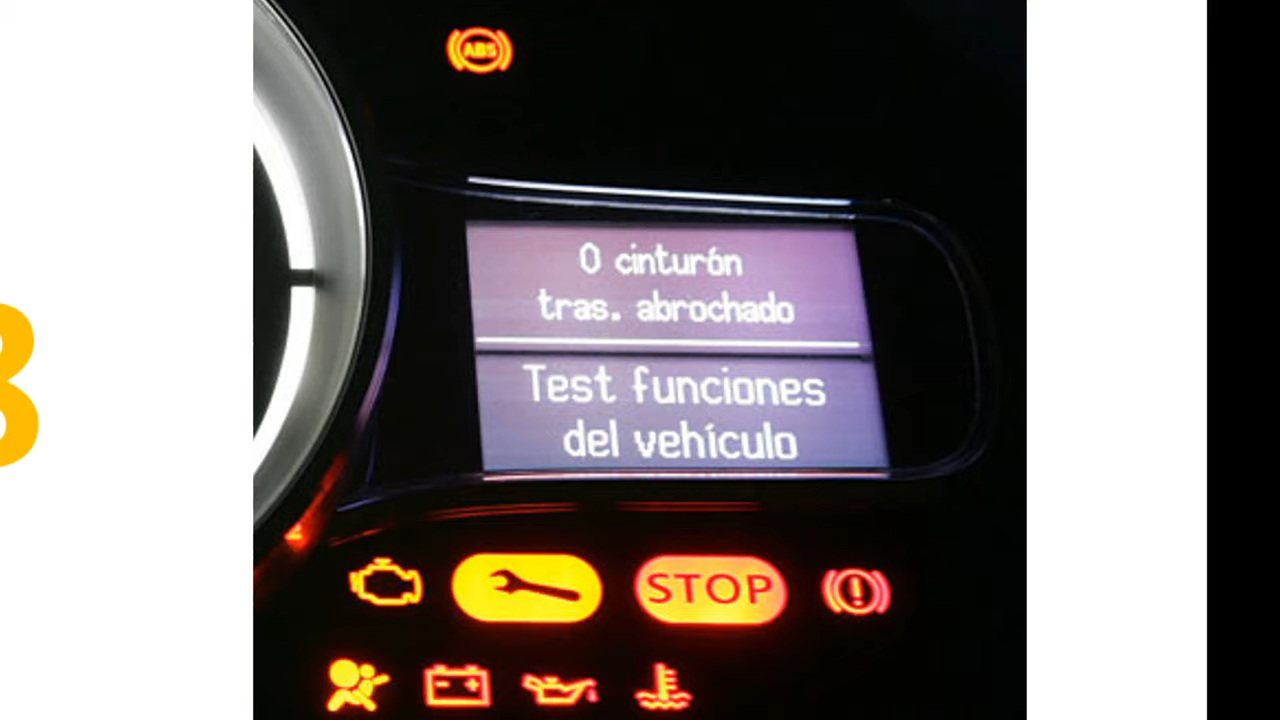 ABS
0 cinturón
tras. abrochado
Test funciones
del vehículo
STOP